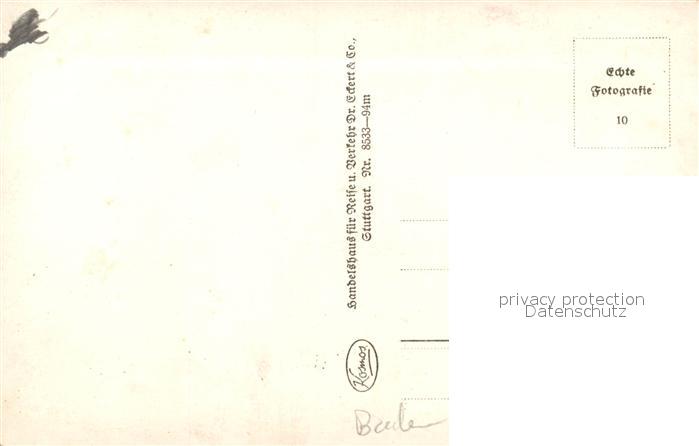 Echte
Fotografie
10
Handelshaus für Reise u. Verkehr Dr. Eckert & Co.,
Stuttgart. Nr. 8533—94m
Kosmos
privacy protection
Datenschutz